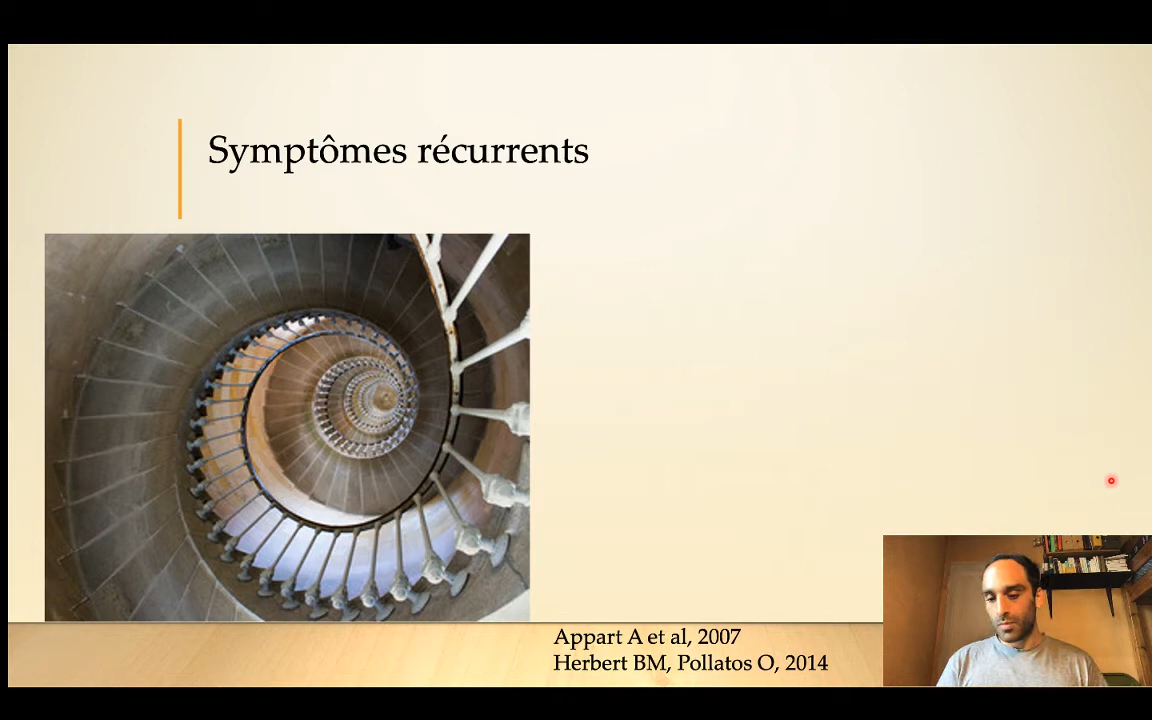 Symptômes récurrents
Appart A et al, 2007
Herbert BM, Pollatos O, 2014